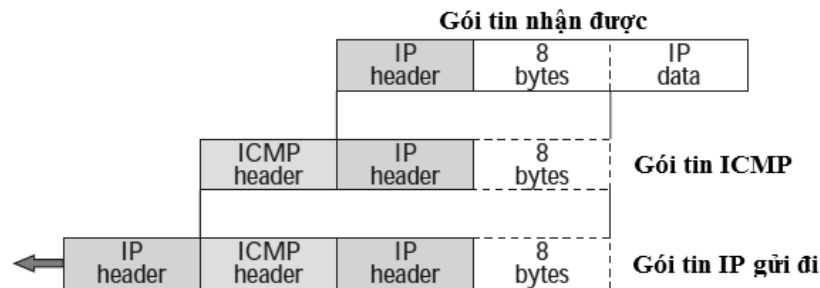 Gói tin nhận được
IP header
8 bytes
IP data
ICMP header
IP header
8 bytes
Gói tin ICMP
IP header
ICMP header
IP header
8 bytes
Gói tin IP gửi đi